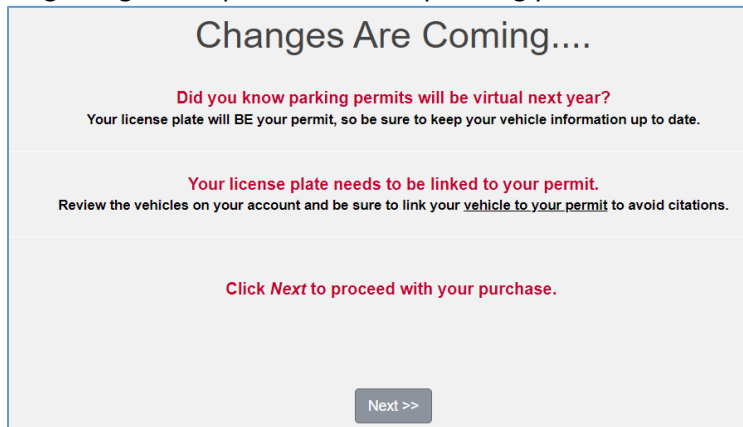 Changes Are Coming....
Did you know parking permits will be virtual next year?
Your license plate will BE your permit, so be sure to keep your vehicle information up to date.
Your license plate needs to be linked to your permit.
Review the vehicles on your account and be sure to link your vehicle to your permit to avoid citations.
Click Next to proceed with your purchase.
Next >>